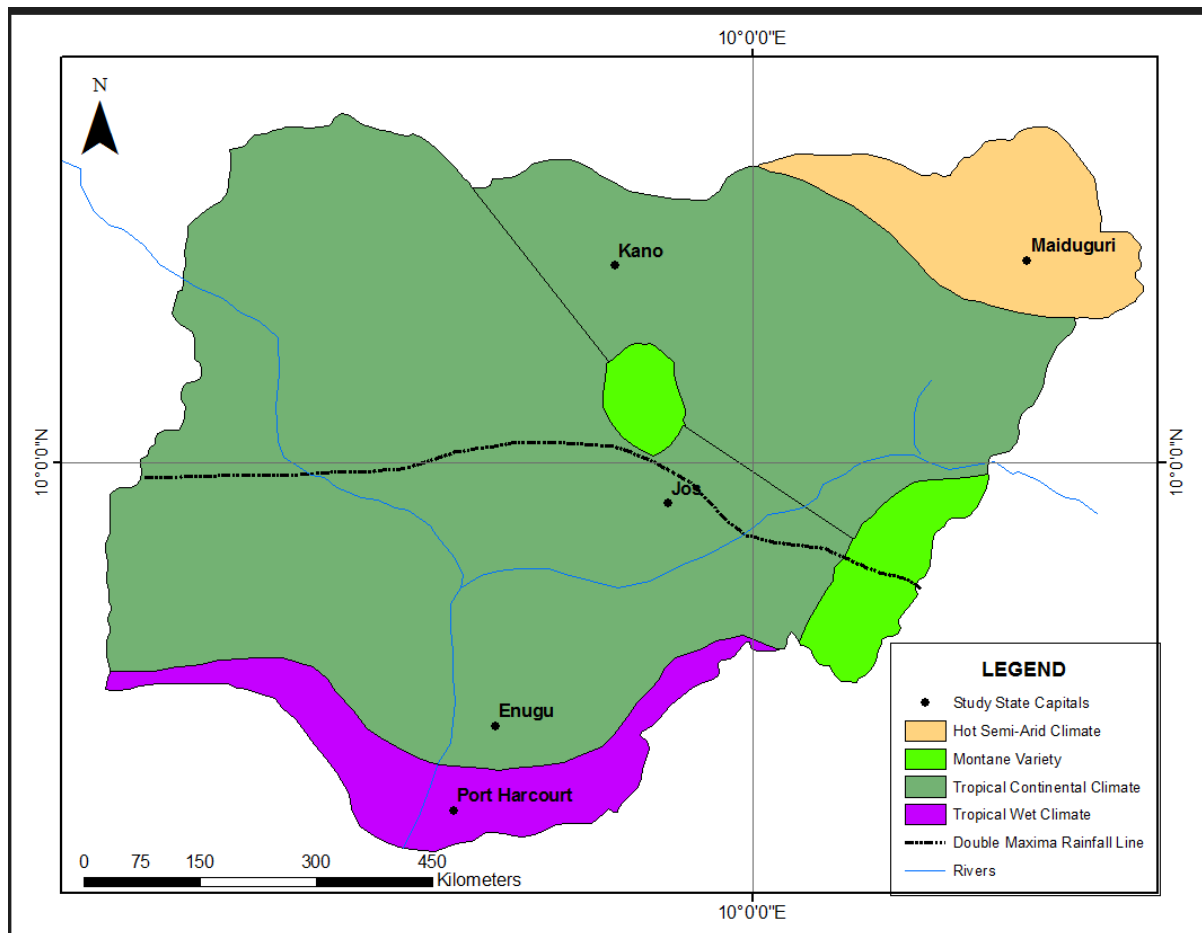 10°0'0"E
N
Kano
Maiduguri
10°0'0"N
10°0'0"N
Jos
Enugu
Port Harcourt
LEGEND
Study State Capitals
Hot Semi-Arid Climate
Montane Variety
Tropical Continental Climate
Tropical Wet Climate
Double Maxima Rainfall Line
Rivers
0 75 150 300 450
Kilometers
10°0'0"E